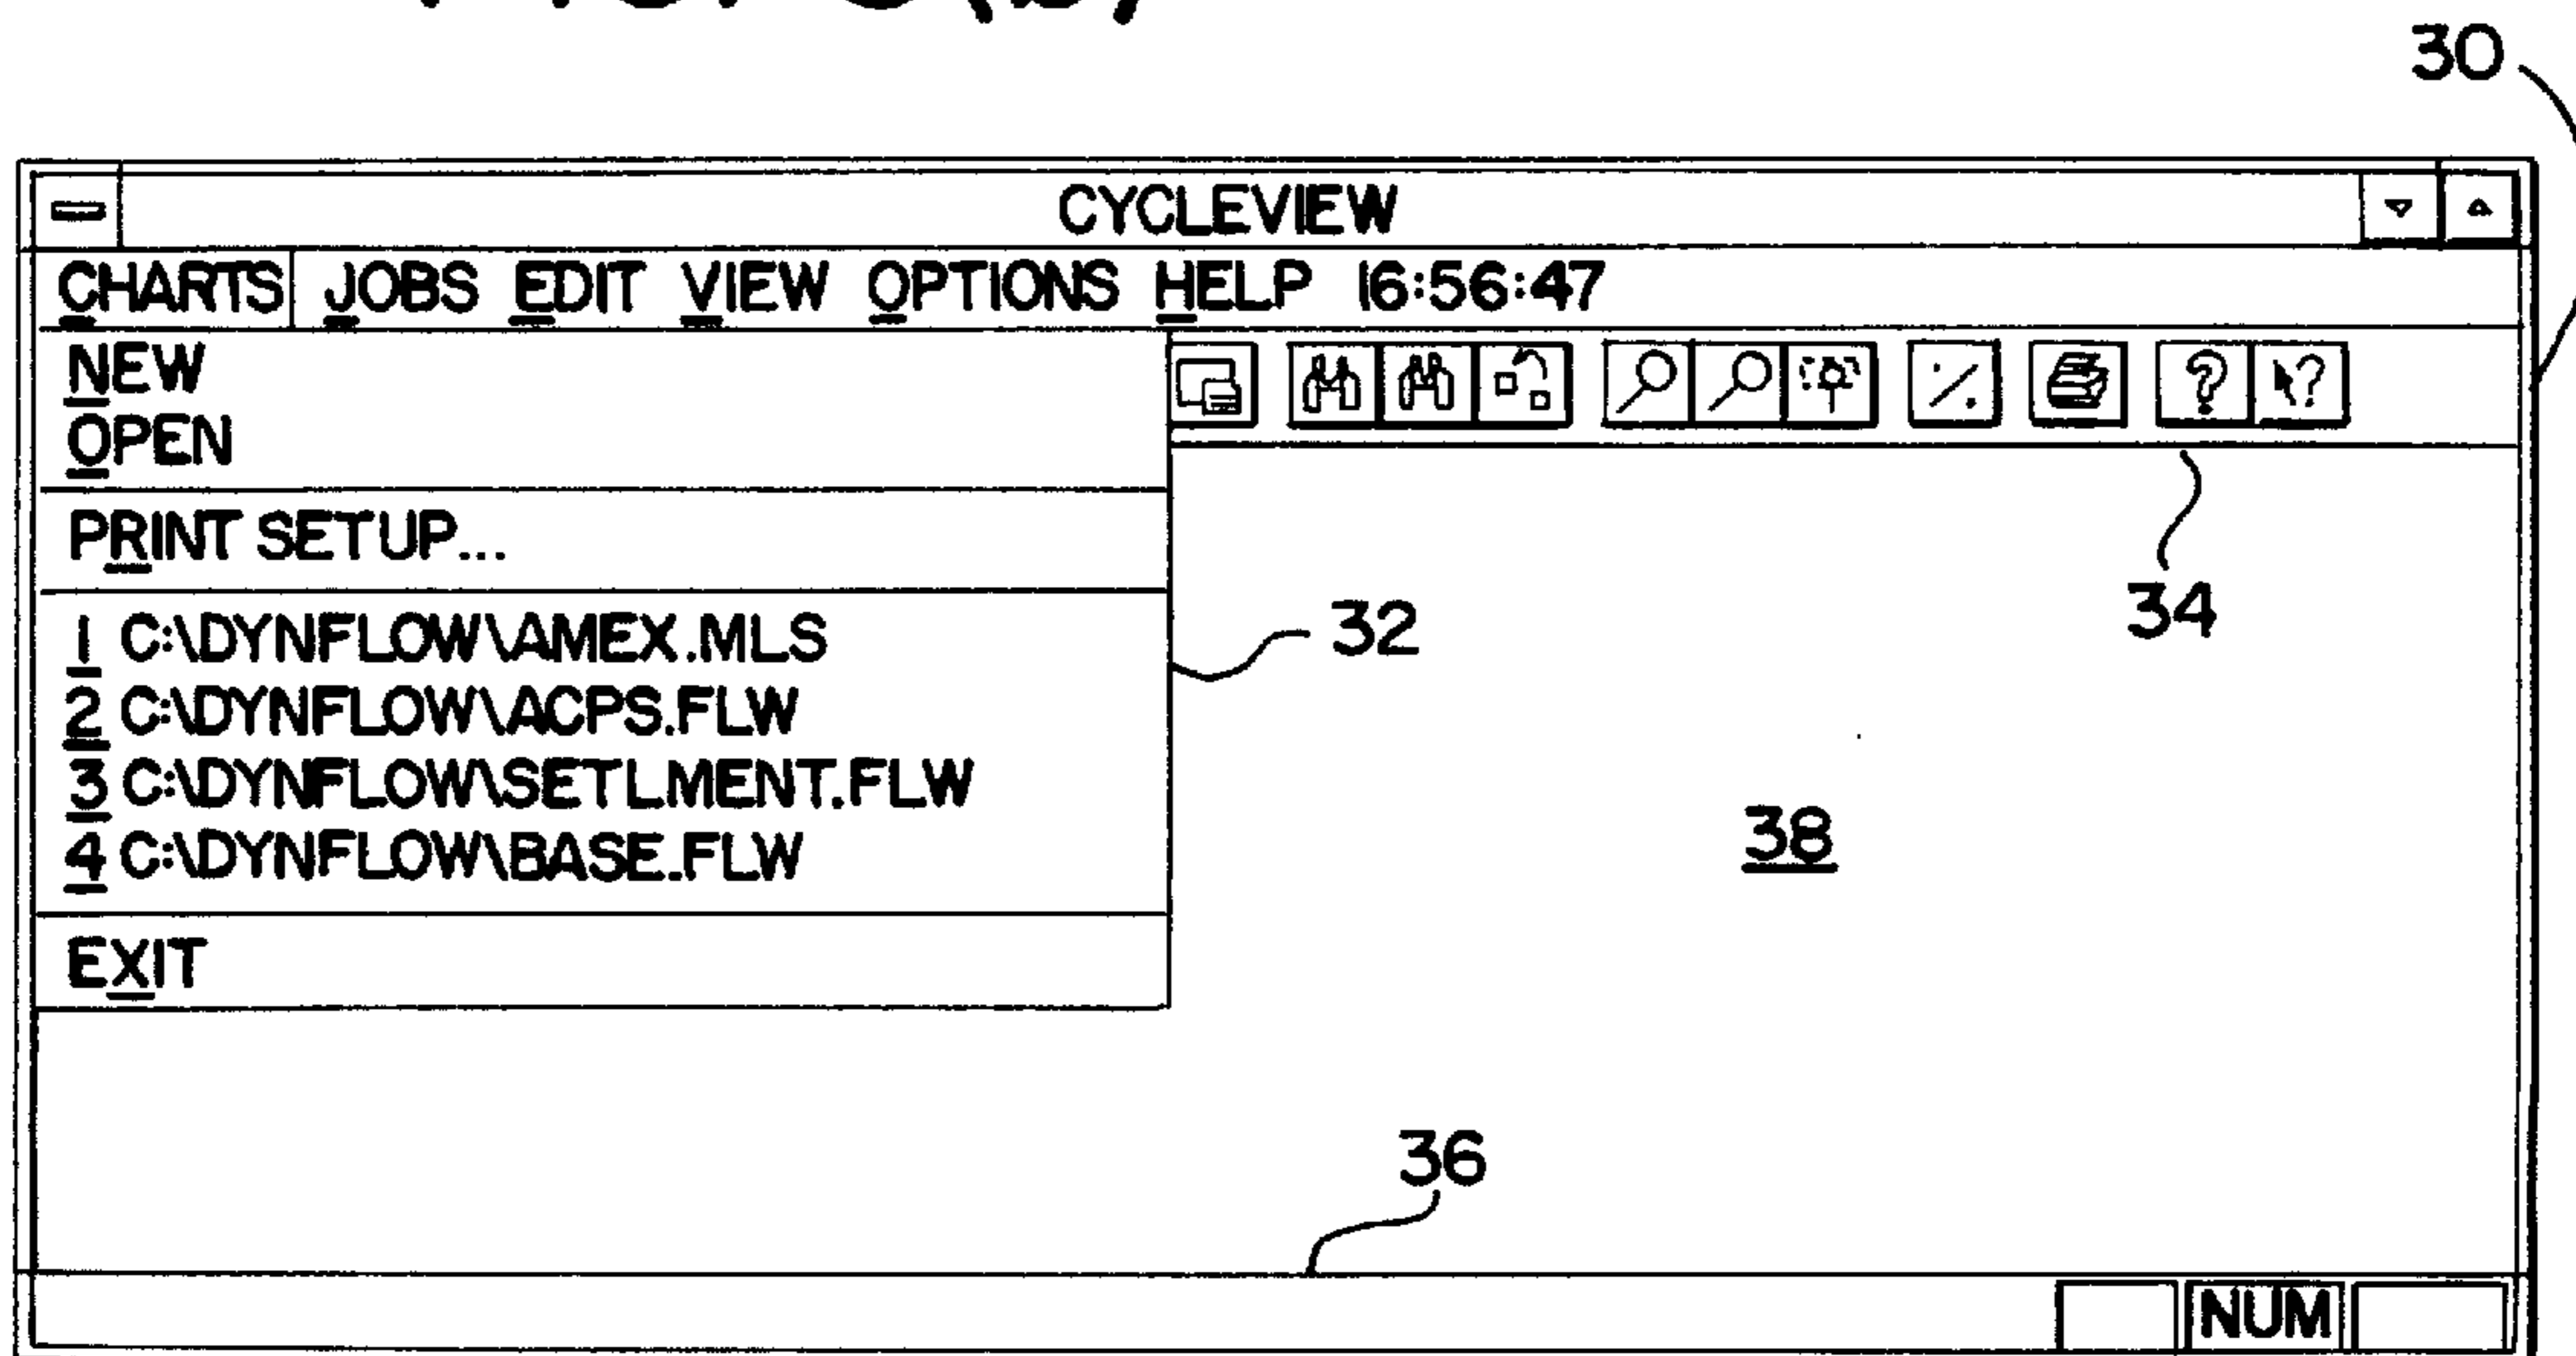 30
CYCLEVIEW
CHARTS JOBS EDIT VIEW OPTIONS HELP 16:56:47
NEW
OPEN
PRINT SETUP...
34
1 C:\DYNFLOW\AMEX.MLS
32
2 C:\DYNFLOW\ACPS.FLW
3 C:\DYNFLOW\SETLMENT.FLW
4 C:\DYNFLOW\BASE.FLW
38
EXIT
36
NUM